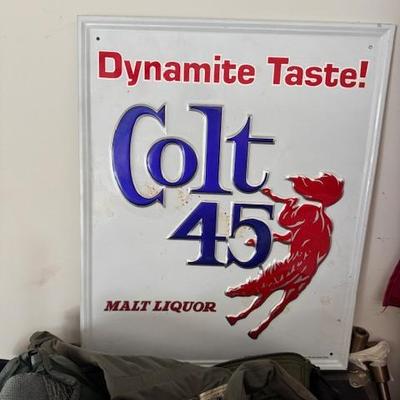 Dynamite Taste!
Colt
45
MALT LIQUOR